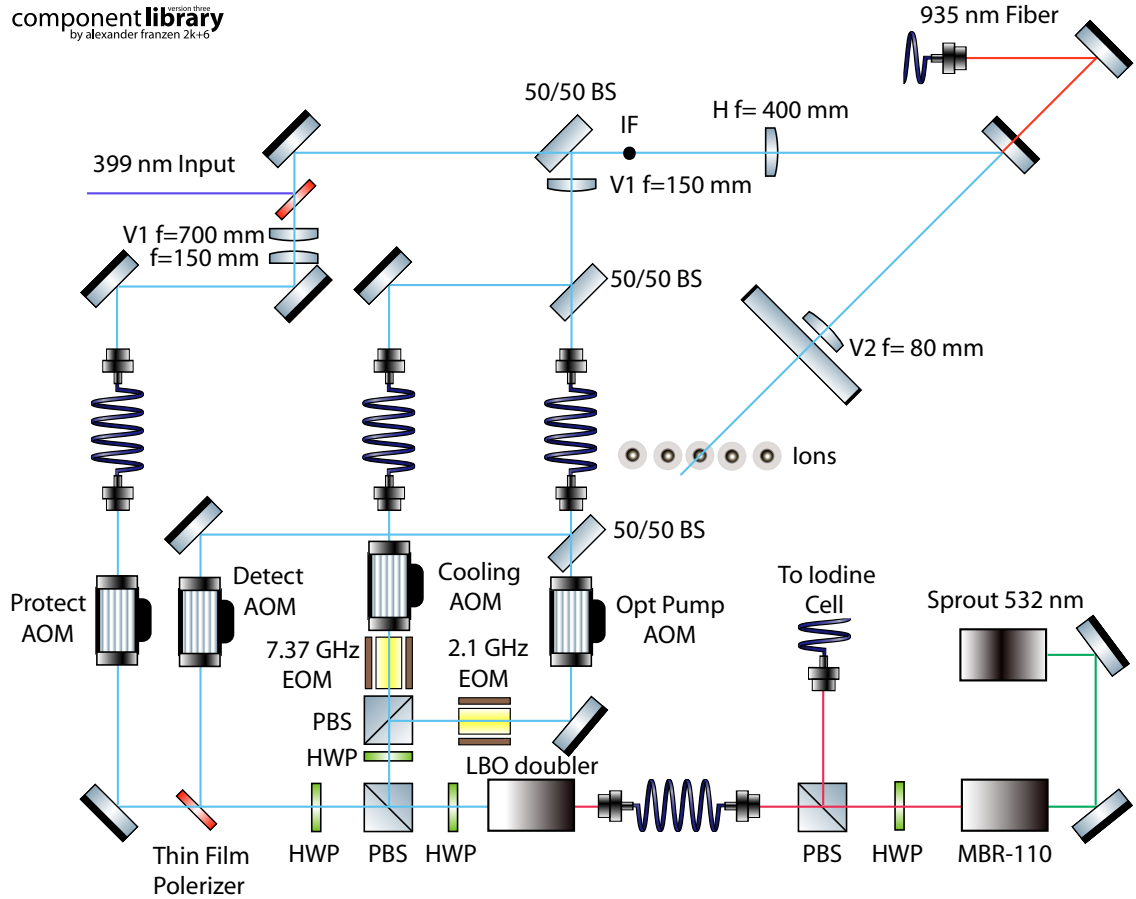 version three
component library
by alexander franzen 2k+6
935 nm Fiber
50/50 BS
IF
H f= 400 mm
399 nm Input
V1 f=150 mm
V1 f=700 mm
f=150 mm
50/50 BS
V2 f= 80 mm
Ions
50/50 BS
Protect
AOM
Detect
AOM
Cooling
AOM
Opt Pump
AOM
To Iodine
Cell
Sprout 532 nm
7.37 GHz
EOM
2.1 GHz
EOM
PBS
HWP
LBO doubler
HWP
PBS
HWP
PBS
HWP
MBR-110
Thin Film
Polerizer